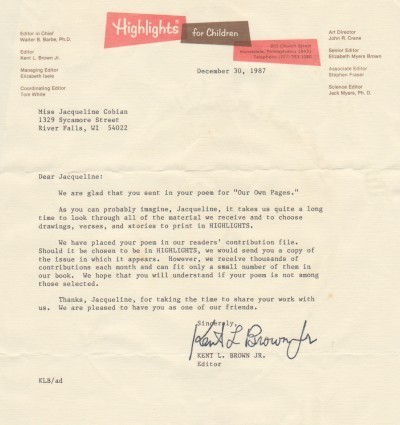 Highlights®
for Children
Editor in Chief
Walter B. Barbe, Ph.D.
Editor
Kent L. Brown Jr.
Managing Editor
Coordinating Editor
Tom White
803 Church Street
Honesdale, Pennsylvania 18431
Telephone (717) 253-1080
Art Director
John R. Crane
Senior Editor
Elizabeth Myers Brown
Associate Editor
Stephen
Science Editor
Jack Myers, Ph. D.
December 30, 1987
Miss Jacqueline Cohian
1329 Sycamore Street
River Falls, WI 54022
Dear Jacqueline:
We are glad that you sent in your poem for "Our Own Pages."
As you can probably imagine, Jacqueline, it takes us quite a long
time to look through all of the material we receive and to choose
drawings, verses, and stories to print in HIGHLIGHTS.
We have placed your poem in our readers' contribution file.
Should it be chosen to be in HIGHLIGHTS, we would send you a copy of
the issue in which it appears. However, we receive thousands of
contributions each month and can fit only a small number of them in
our book. We hope that you will understand if your poem is not among
those selected.
Thanks, Jacqueline, for taking the time to share your work with
us. We are pleased to have you as one of our friends.
Sincerely,
Kent L Brown Jr
KENT L. BROWN JR.
Editor
KLB/ad